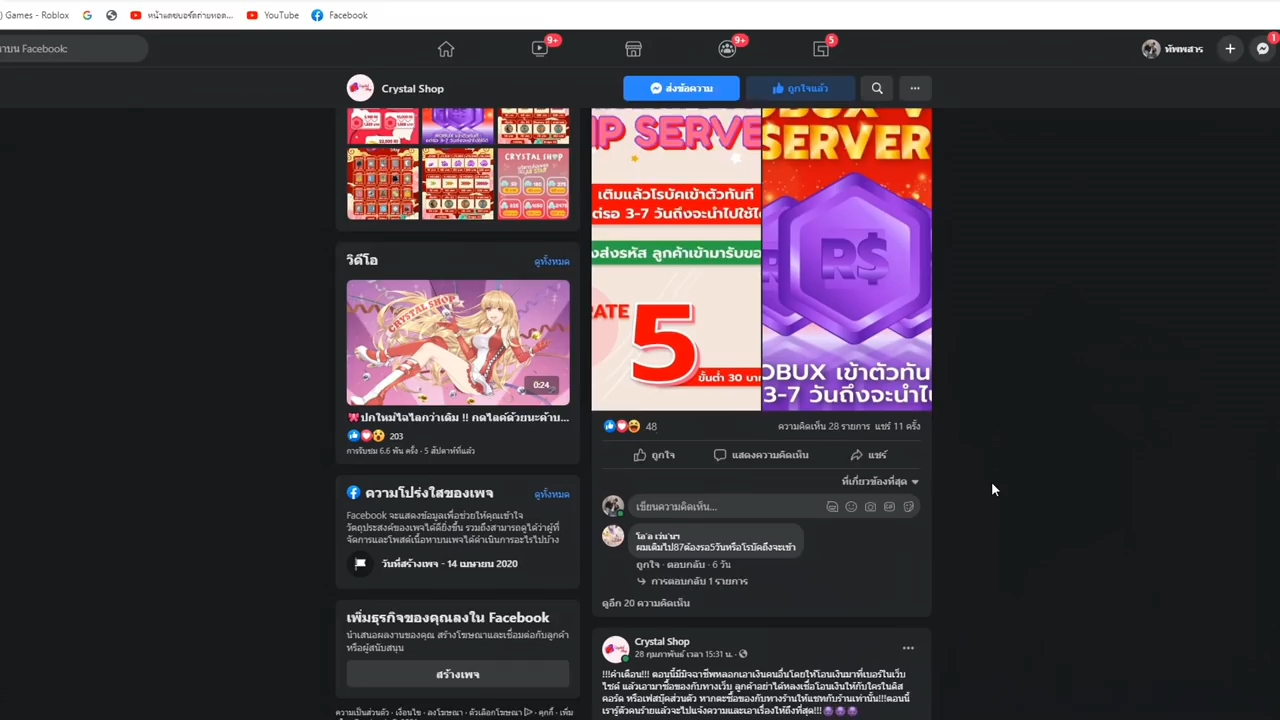 ) Games - Roblox
หน้าแดชบอร์ดถ่ายทอด...
YouTube
Facebook
าบน Facebook:
9+
9+
5
ทัพพสาร
1
Crystal Shop
ส่งข้อความ
ถูกใจแล้ว
CRYSTAL SHOP
IP SERVE
SERVER
เติมแล้วโรบัคเข้าตัวทันที
ต่รอ 3-7 วันถึงจะนำไปใช้ไ
งส่งรหัส ลูกค้าเข้ามารับขอ
R$
5
ขั้นต่ำ 30 บา
OBUX เข้าตัวทัน
3-7 วันถึงจะนำไ
วิดีโอ
ดูทั้งหมด
CRYSTAL SHOP
0:24
ปกใหม่ไฉไลกว่าเดิม !! กดไลค์ด้วยนะค้าบ...
203
การรับชม 6.6 พัน ครั้ง · 5 สัปดาห์ที่แล้ว
ความโปร่งใสของเพจ
ดูทั้งหมด
Facebook จะแสดงข้อมูลเพื่อช่วยให้คุณเข้าใจ
วัตถุประสงค์ของเพจได้ดียิ่งขึ้น รวมถึงสามารถดูได้ว่าผู้ที่
จัดการและโพสต์เนื้อหาบนเพจได้ดำเนินการอะไรไปบ้าง
วันที่สร้างเพจ - 14 เมษายน 2020
เพิ่มธุรกิจของคุณลงใน Facebook
นำเสนอผลงานของคุณ สร้างโฆษณาและเชื่อมต่อกับลูกค้า
หรือผู้สนับสนุน
สร้างเพจ
ความเป็นส่วนตัว · เงื่อนไข · ลงโฆษณา · ตัวเลือกโฆษณา · คุกกี้ · เพิ่ม
48
ความคิดเห็น 28 รายการ แชร์ 11 ครั้ง
ถูกใจ
แสดงความคิดเห็น
แชร์
ที่เกี่ยวข้องที่สุด
เขียนความคิดเห็น...
ผมเติมไป87ต้องรอ5วันหรือโรบัคถึงจะเข้า
ถูกใจ · ตอบกลับ · 6 วัน
การตอบกลับ 1 รายการ
ดูอีก 20 ความคิดเห็น
Crystal Shop
28 กุมภาพันธ์ เวลา 15:31 น. ·
!!!คำเตือน!!! ตอนนี้มีมิจฉาชีพหลอกเอาเงินคนอื่นโดยให้โอนเงินมาที่เบอร์ในเว็บ
ไซต์ แล้วเอามาซื้อของกับทางเว็บ ลูกค้าอย่าได้หลงเชื่อโอนเงินให้กับใครในดิส
คอร์ด หรือเฟสบุ๊คส่วนตัว หากจะซื้อของกับทางร้านให้แชทกับร้านเท่านั้น!!!ตอนนี้
เรารู้ตัวคนร้ายแล้วจะไปแจ้งความและเอาเรื่องให้ถึงที่สุด!!!